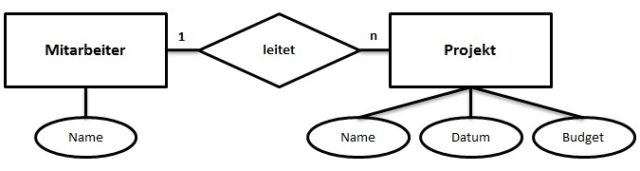 Mitarbeiter 1 leitet n Projekt
Name Name Datum Budget